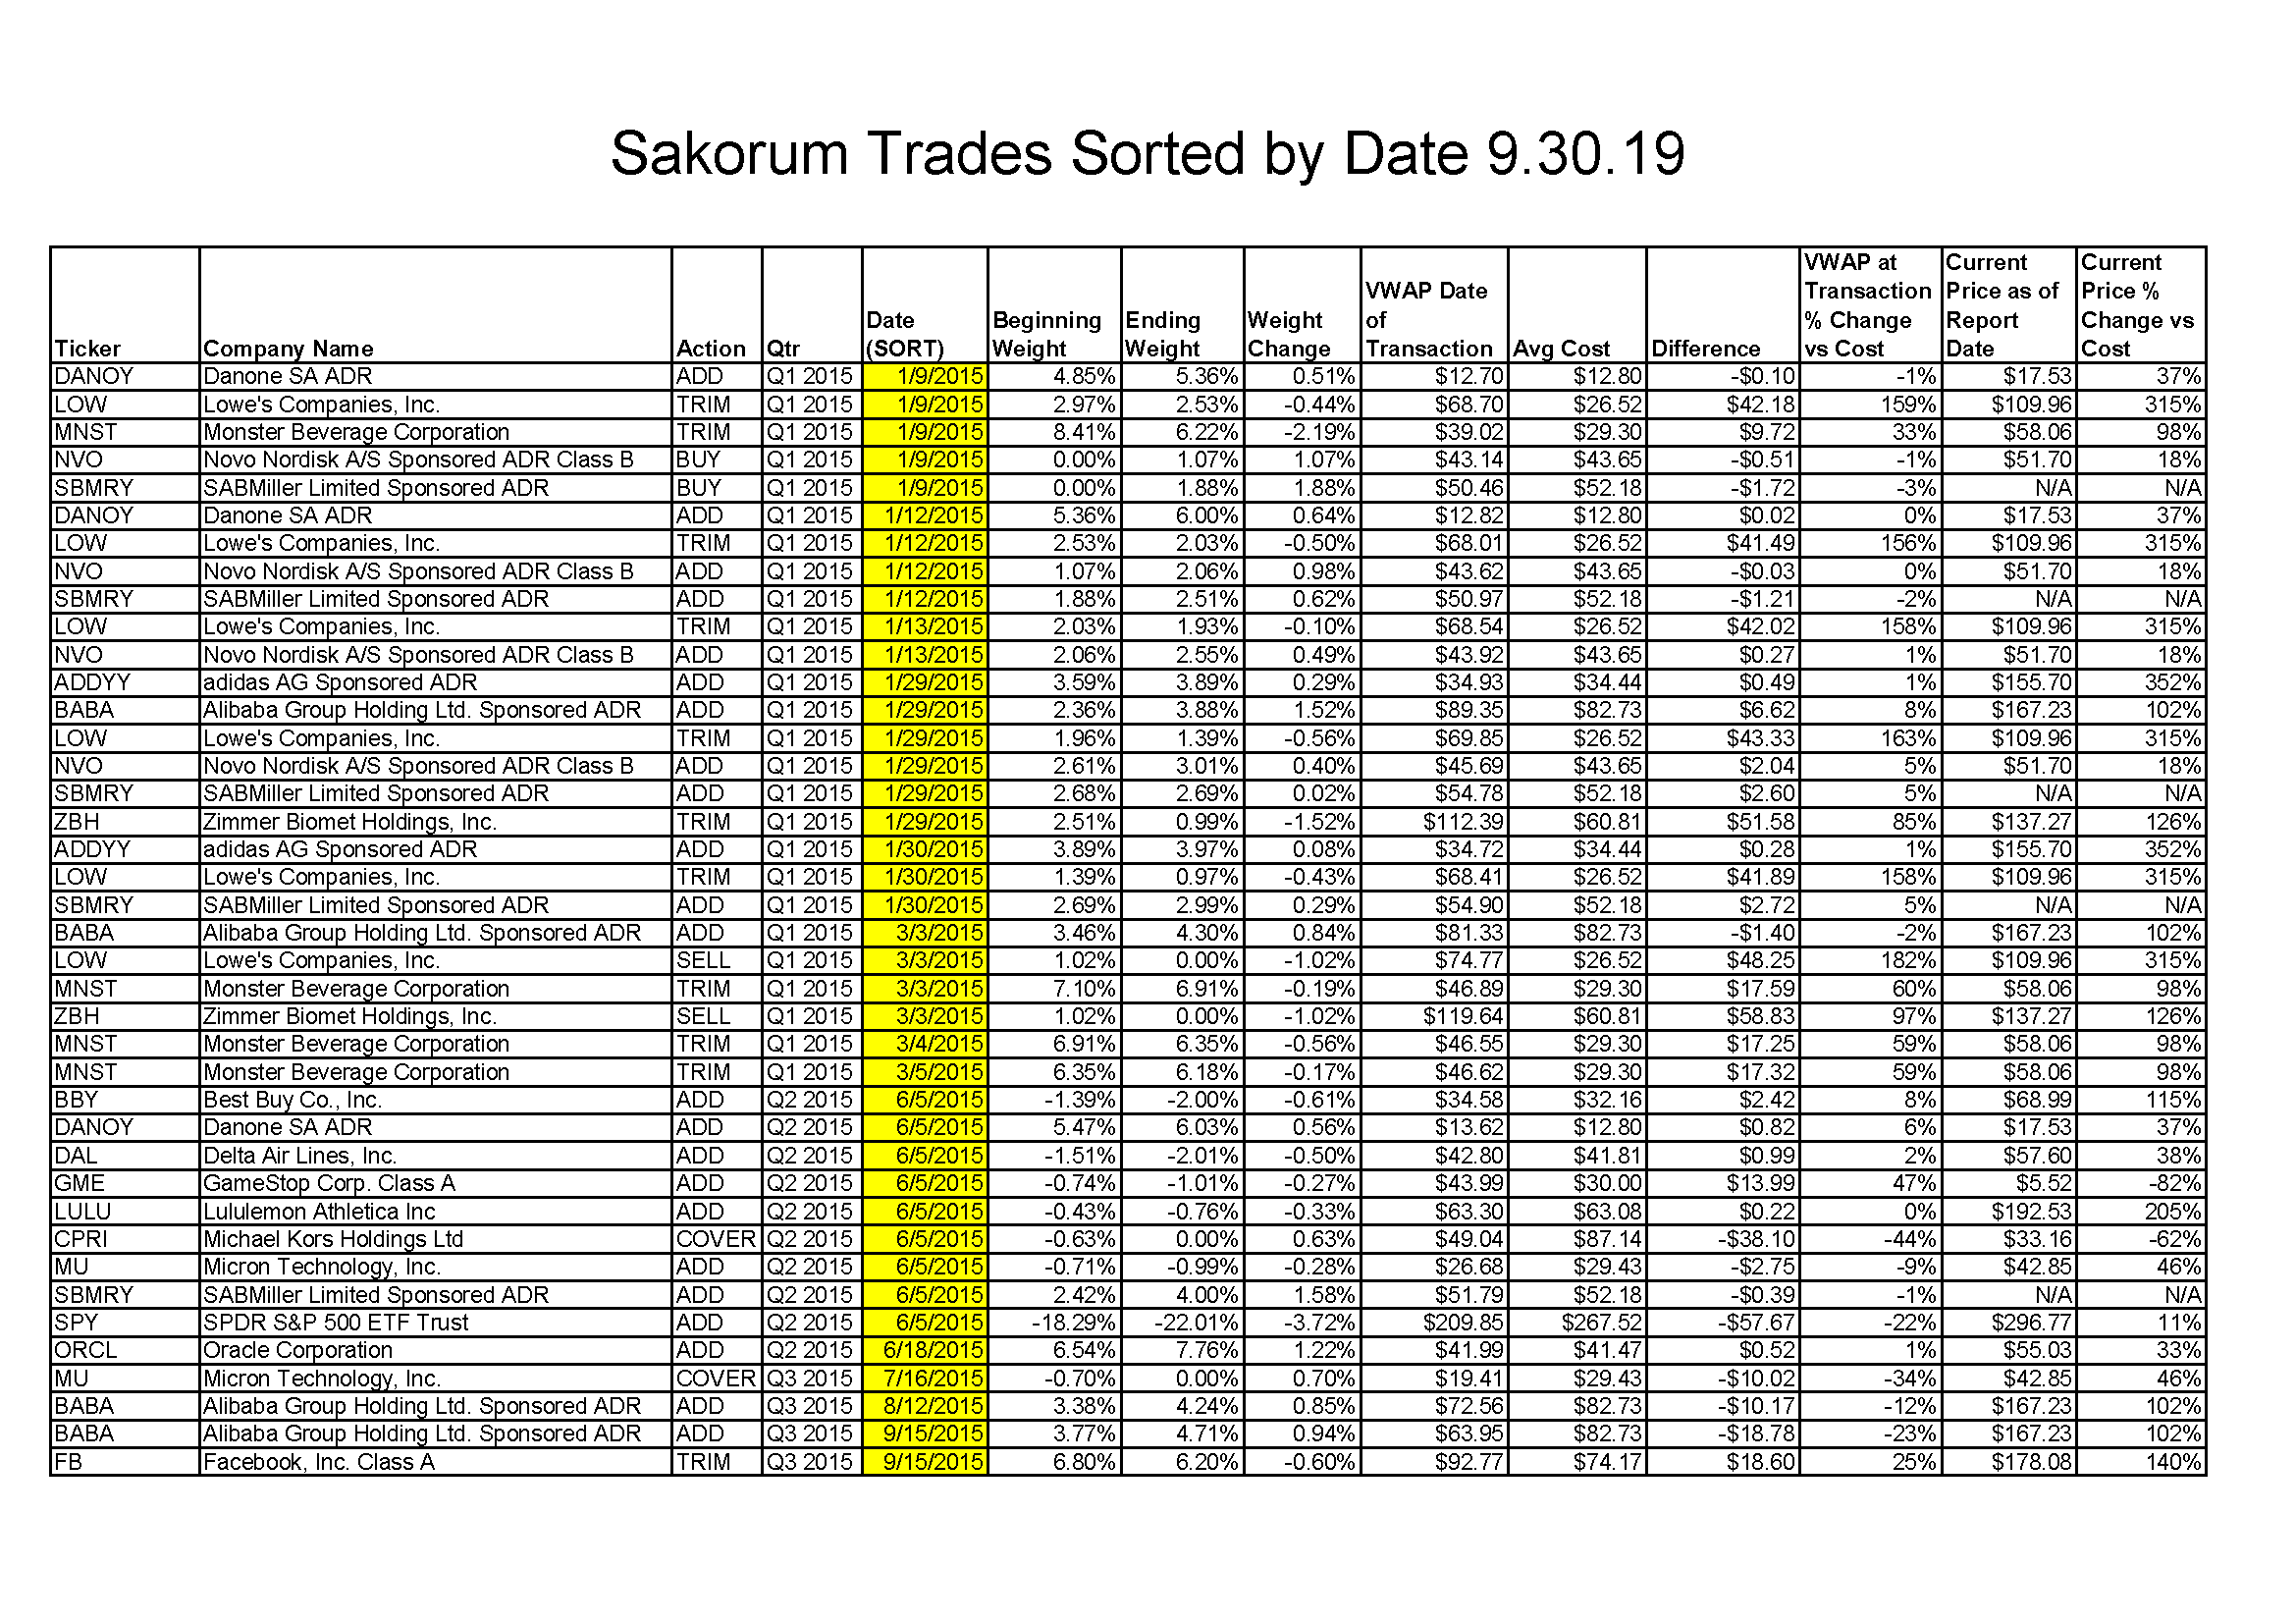 Sakorum Trades Sorted by Date 9.30.19
Ticker Company Name Action Qtr Date (SORT) Beginning Weight Ending Weight Weight Change VWAP Date of Transaction Avg Cost Difference VWAP at Transaction % Change vs Cost Current Price as of Report Date Current Price % Change vs Cost
DANOY Danone SA ADR ADD Q1 2015 1/9/2015 4.85% 5.36% 0.51% $12.70 $12.80 -$0.10 -1% $17.53 37%
LOW Lowe's Companies, Inc. TRIM Q1 2015 1/9/2015 2.97% 2.53% -0.44% $68.70 $26.52 $42.18 159% $109.96 315%
MNST Monster Beverage Corporation TRIM Q1 2015 1/9/2015 8.41% 6.22% -2.19% $39.02 $29.30 $9.72 33% $58.06 98%
NVO Novo Nordisk A/S Sponsored ADR Class B BUY Q1 2015 1/9/2015 0.00% 1.07% 1.07% $43.14 $43.65 -$0.51 -1% $51.70 18%
SBMRY SABMiller Limited Sponsored ADR BUY Q1 2015 1/9/2015 0.00% 1.88% 1.88% $50.46 $52.18 -$1.72 -3% N/A N/A
DANOY Danone SA ADR ADD Q1 2015 1/12/2015 5.36% 6.00% 0.64% $12.82 $12.80 $0.02 0% $17.53 37%
LOW Lowe's Companies, Inc. TRIM Q1 2015 1/12/2015 2.53% 2.03% -0.50% $68.01 $26.52 $41.49 156% $109.96 315%
NVO Novo Nordisk A/S Sponsored ADR Class B ADD Q1 2015 1/12/2015 1.07% 2.06% 0.98% $43.62 $43.65 -$0.03 0% $51.70 18%
SBMRY SABMiller Limited Sponsored ADR ADD Q1 2015 1/12/2015 1.88% 2.51% 0.62% $50.97 $52.18 -$1.21 -2% N/A N/A
LOW Lowe's Companies, Inc. TRIM Q1 2015 1/13/2015 2.03% 1.93% -0.10% $68.54 $26.52 $42.02 158% $109.96 315%
NVO Novo Nordisk A/S Sponsored ADR Class B ADD Q1 2015 1/13/2015 2.06% 2.55% 0.49% $43.92 $43.65 $0.27 1% $51.70 18%
ADDYY adidas AG Sponsored ADR ADD Q1 2015 1/29/2015 3.59% 3.89% 0.29% $34.93 $34.44 $0.49 1% $155.70 352%
BABA Alibaba Group Holding Ltd. Sponsored ADR ADD Q1 2015 1/29/2015 2.36% 3.88% 1.52% $89.35 $82.73 $6.62 8% $167.23 102%
LOW Lowe's Companies, Inc. TRIM Q1 2015 1/29/2015 1.96% 1.39% -0.56% $69.85 $26.52 $43.33 163% $109.96 315%
NVO Novo Nordisk A/S Sponsored ADR Class B ADD Q1 2015 1/29/2015 2.61% 3.01% 0.40% $45.69 $43.65 $2.04 5% $51.70 18%
SBMRY SABMiller Limited Sponsored ADR ADD Q1 2015 1/29/2015 2.68% 2.69% 0.02% $54.78 $52.18 $2.60 5% N/A N/A
ZBH Zimmer Biomet Holdings, Inc. TRIM Q1 2015 1/29/2015 2.51% 0.99% -1.52% $112.39 $60.81 $51.58 85% $137.27 126%
ADDYY adidas AG Sponsored ADR ADD Q1 2015 1/30/2015 3.89% 3.97% 0.08% $34.72 $34.44 $0.28 1% $155.70 352%
LOW Lowe's Companies, Inc. TRIM Q1 2015 1/30/2015 1.39% 0.97% -0.43% $68.41 $26.52 $41.89 158% $109.96 315%
SBMRY SABMiller Limited Sponsored ADR ADD Q1 2015 1/30/2015 2.69% 2.99% 0.29% $54.90 $52.18 $2.72 5% N/A N/A
BABA Alibaba Group Holding Ltd. Sponsored ADR ADD Q1 2015 3/3/2015 3.46% 4.30% 0.84% $81.33 $82.73 -$1.40 -2% $167.23 102%
LOW Lowe's Companies, Inc. SELL Q1 2015 3/3/2015 1.02% 0.00% -1.02% $74.77 $26.52 $48.25 182% $109.96 315%
MNST Monster Beverage Corporation TRIM Q1 2015 3/3/2015 7.10% 6.91% -0.19% $46.89 $29.30 $17.59 60% $58.06 98%
ZBH Zimmer Biomet Holdings, Inc. SELL Q1 2015 3/3/2015 1.02% 0.00% -1.02% $119.64 $60.81 $58.83 97% $137.27 126%
MNST Monster Beverage Corporation TRIM Q1 2015 3/4/2015 6.91% 6.35% -0.56% $46.55 $29.30 $17.25 59% $58.06 98%
MNST Monster Beverage Corporation TRIM Q1 2015 3/5/2015 6.35% 6.18% -0.17% $46.62 $29.30 $17.32 59% $58.06 98%
BBY Best Buy Co., Inc. ADD Q2 2015 6/5/2015 -1.39% -2.00% -0.61% $34.58 $32.16 $2.42 8% $68.99 115%
DANOY Danone SA ADR ADD Q2 2015 6/5/2015 5.47% 6.03% 0.56% $13.62 $12.80 $0.82 6% $17.53 37%
DAL Delta Air Lines, Inc. ADD Q2 2015 6/5/2015 -1.51% -2.01% -0.50% $42.80 $41.81 $0.99 2% $57.60 38%
GME GameStop Corp. Class A ADD Q2 2015 6/5/2015 -0.74% -1.01% -0.27% $43.99 $30.00 $13.99 47% $5.52 -82%
LULU Lululemon Athletica Inc ADD Q2 2015 6/5/2015 -0.43% -0.76% -0.33% $63.30 $63.08 $0.22 0% $192.53 205%
CPRI Michael Kors Holdings Ltd COVER Q2 2015 6/5/2015 -0.63% 0.00% 0.63% $49.04 $87.14 -$38.10 -44% $33.16 -62%
MU Micron Technology, Inc. ADD Q2 2015 6/5/2015 -0.71% -0.99% -0.28% $26.68 $29.43 -$2.75 -9% $42.85 46%
SBMRY SABMiller Limited Sponsored ADR ADD Q2 2015 6/5/2015 2.42% 4.00% 1.58% $51.79 $52.18 -$0.39 -1% N/A N/A
SPY SPDR S&P 500 ETF Trust ADD Q2 2015 6/5/2015 -18.29% -22.01% -3.72% $209.85 $267.52 -$57.67 -22% $296.77 11%
ORCL Oracle Corporation ADD Q2 2015 6/18/2015 6.54% 7.76% 1.22% $41.99 $41.47 $0.52 1% $55.03 33%
MU Micron Technology, Inc. COVER Q3 2015 7/16/2015 -0.70% 0.00% 0.70% $19.41 $29.43 -$10.02 -34% $42.85 46%
BABA Alibaba Group Holding Ltd. Sponsored ADR ADD Q3 2015 8/12/2015 3.38% 4.24% 0.85% $72.56 $82.73 -$10.17 -12% $167.23 102%
BABA Alibaba Group Holding Ltd. Sponsored ADR ADD Q3 2015 9/15/2015 3.77% 4.71% 0.94% $63.95 $82.73 -$18.78 -23% $167.23 102%
FB Facebook, Inc. Class A TRIM Q3 2015 9/15/2015 6.80% 6.20% -0.60% $92.77 $74.17 $18.60 25% $178.08 140%